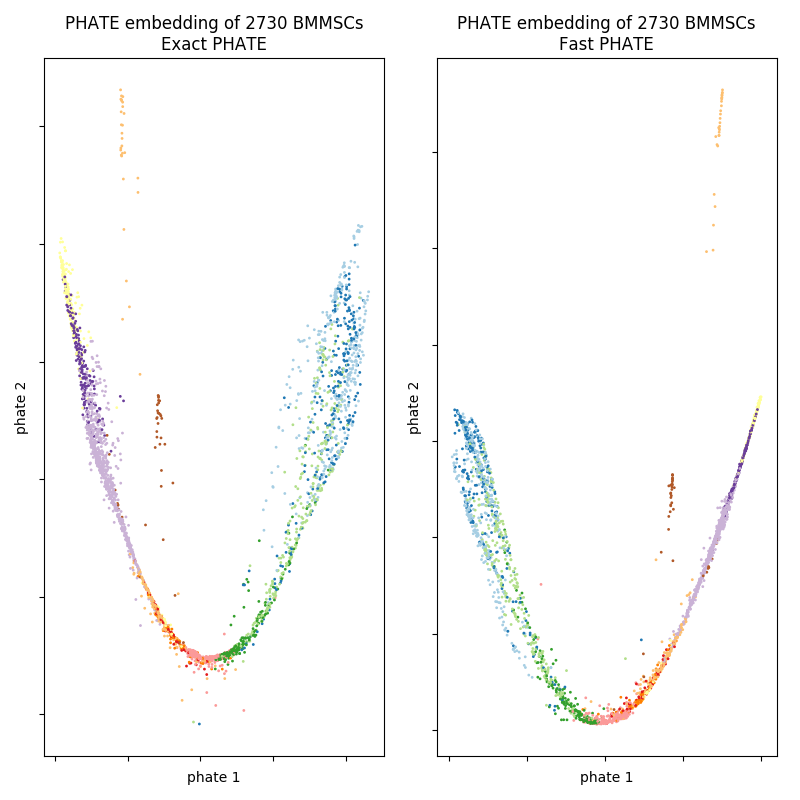 PHATE embedding of 2730 BMMSCs
Exact PHATE
phate 2
phate 1
PHATE embedding of 2730 BMMSCs
Fast PHATE
phate 2
phate 1